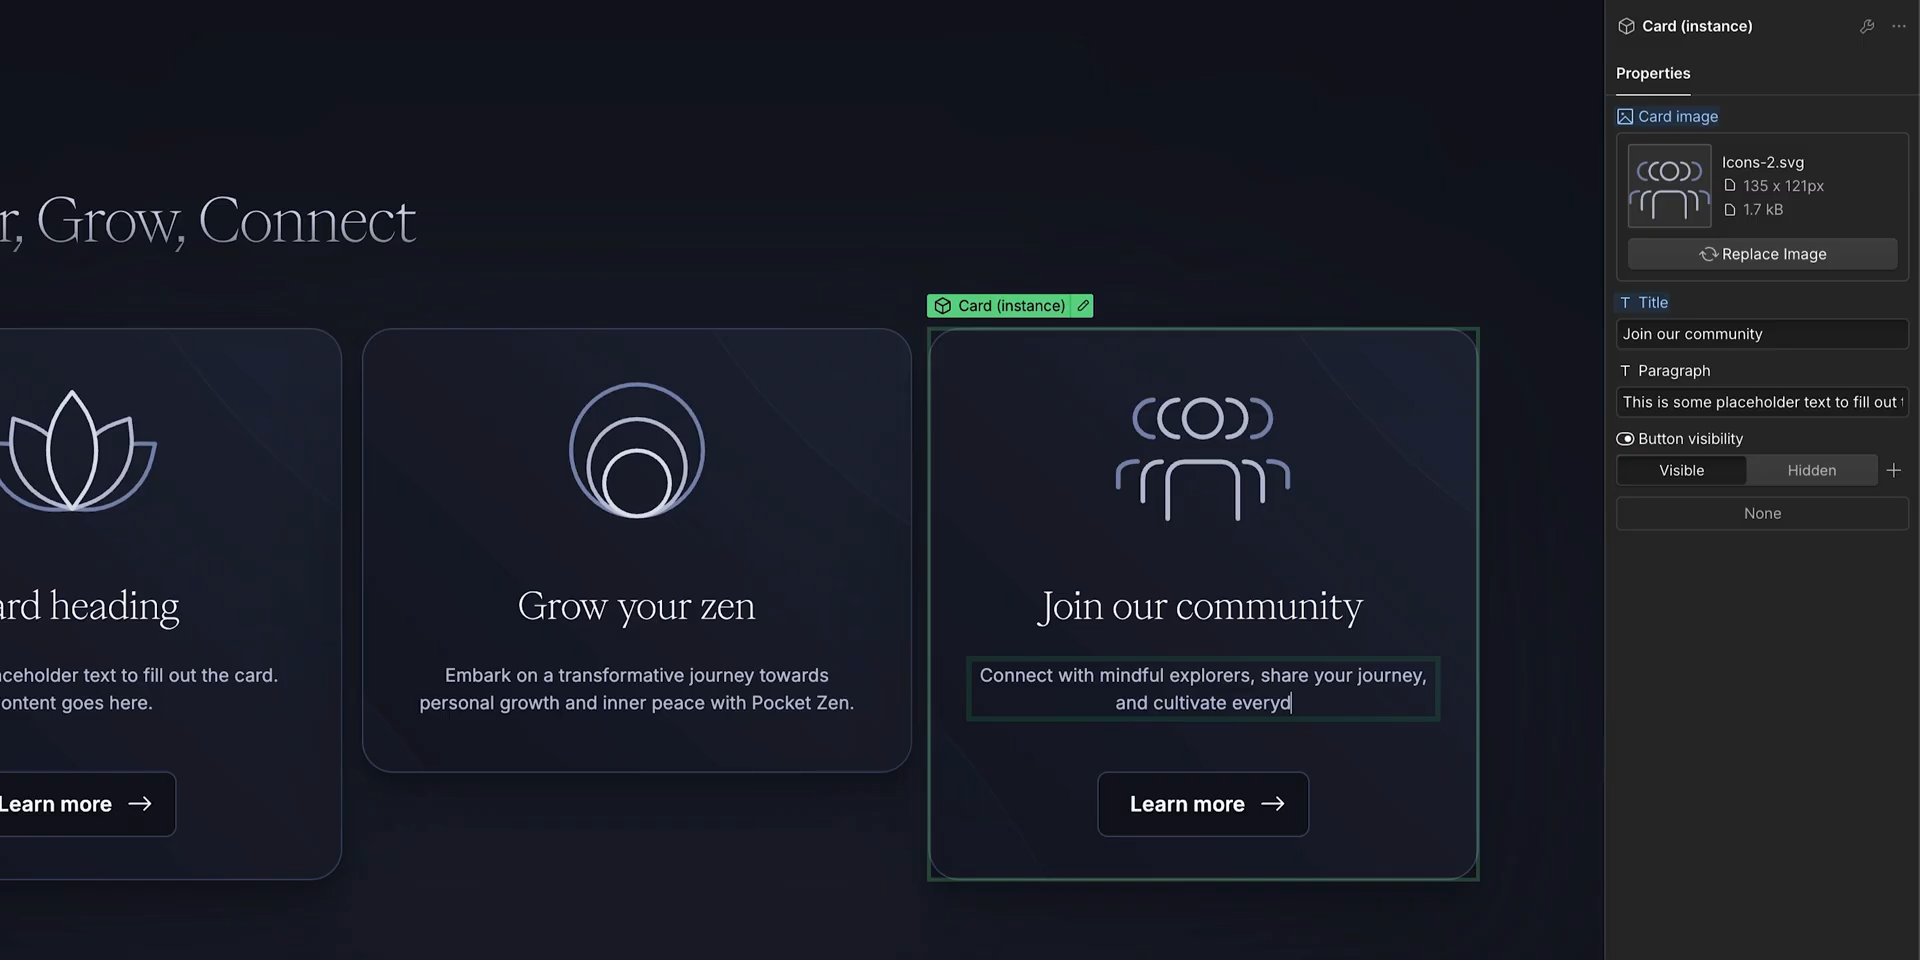 r, Grow, Connect
ard heading
aceholder text to fill out the card.
ontent goes here.
Learn more
Grow your zen
Embark on a transformative journey towards
personal growth and inner peace with Pocket Zen.
Card (instance)
Join our community
Connect with mindful explorers, share your journey,
and cultivate everyd
Learn more
Card (instance)
Properties
Card image
Icons-2.svg
135 x 121px
1.7 kB
Replace Image
Title
Join our community
Paragraph
This is some placeholder text to fill out
Button visibility
Visible
Hidden
None